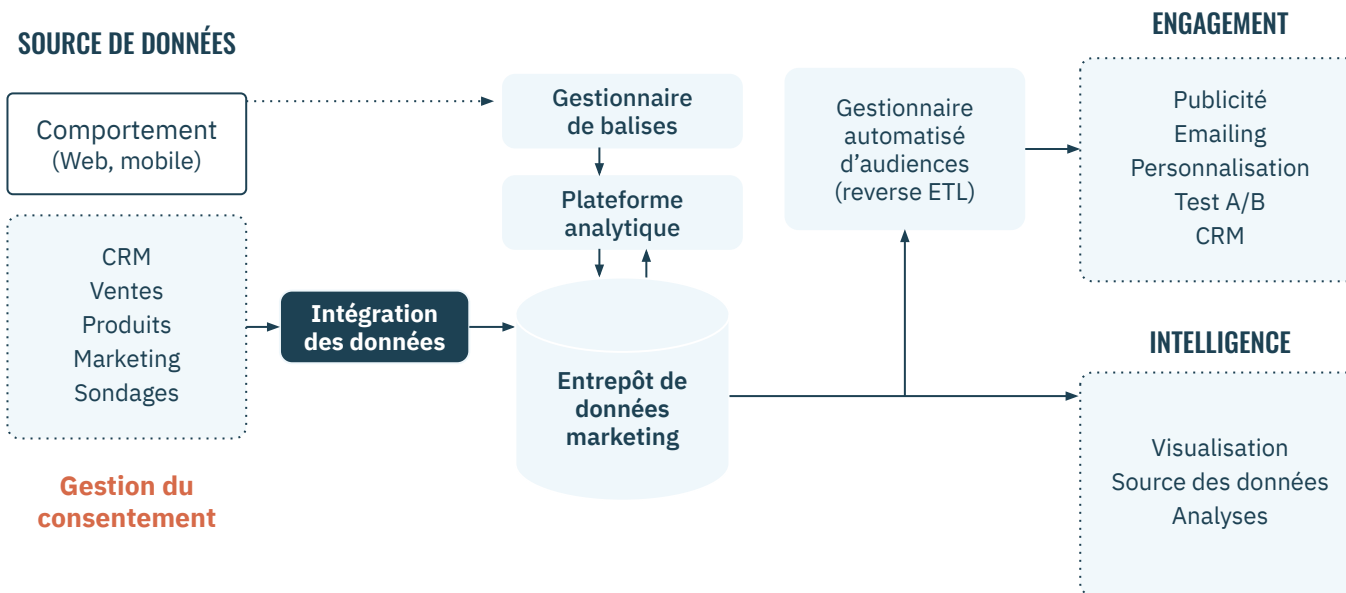 SOURCE DE DONNÉES
Comportement
(Web, mobile)
CRM
Ventes
Produits
Marketing
Sondages
Gestion du
consentement
Intégration
des données
Gestionnaire
de balises
Plateforme
analytique
Entrepôt de
données
marketing
Gestionnaire
automatisé
d’audiences
(reverse ETL)
ENGAGEMENT
Publicité
Emailing
Personnalisation
Test A/B
CRM
INTELLIGENCE
Visualisation
Source des données
Analyses